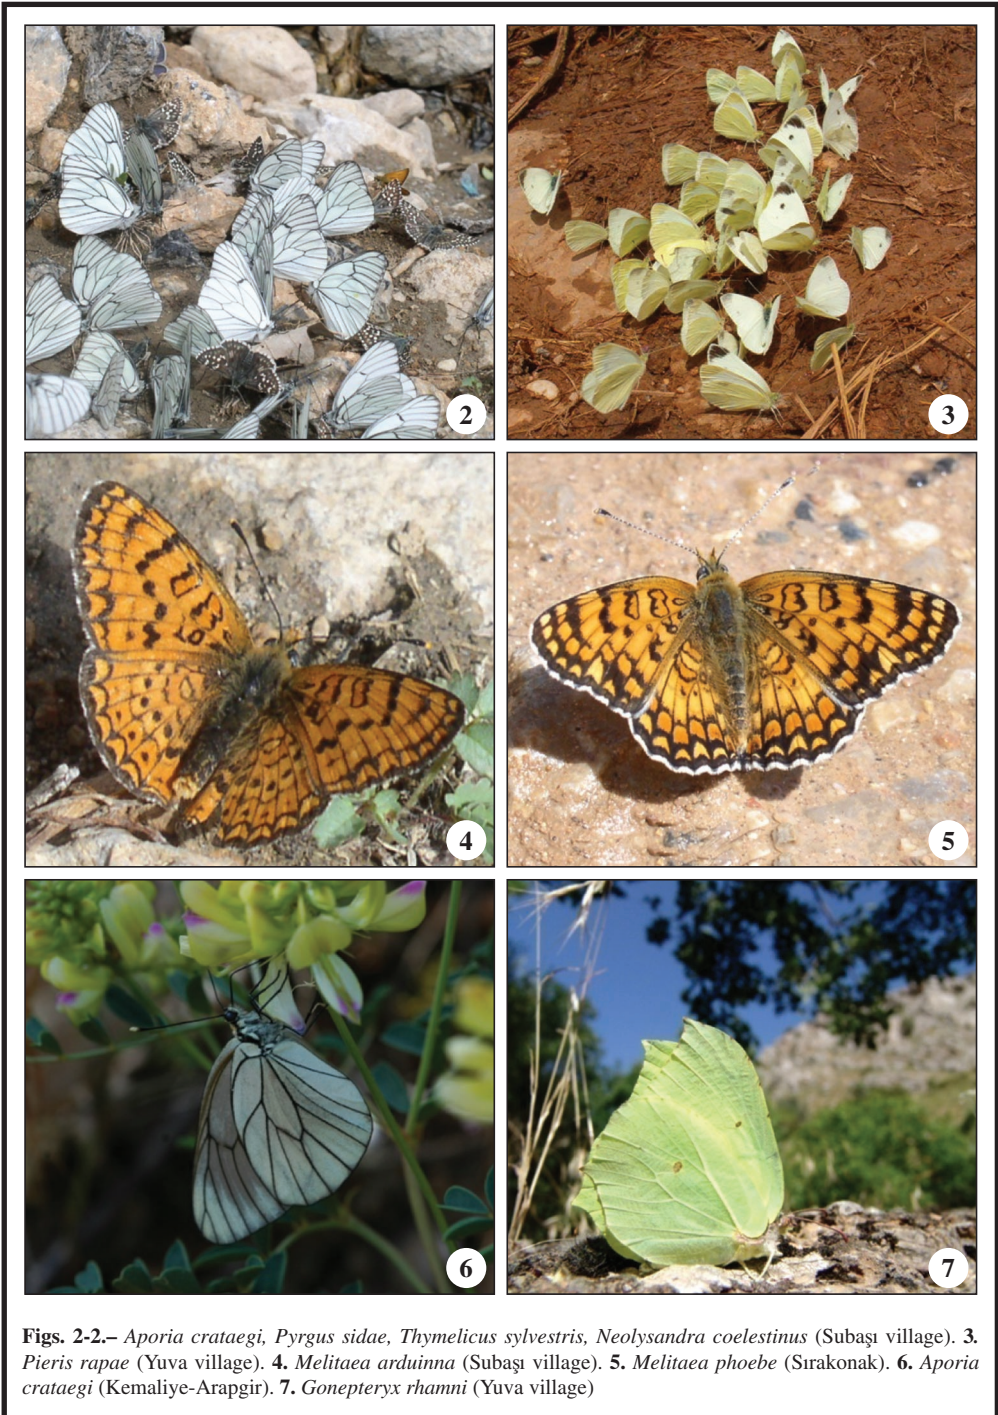 2
3
4
5
6
7
Figs. 2-2.– Aporia crataegi, Pyrgus sidae, Thymelicus sylvestris, Neolysandra coelestinus (Subaşı village). 3.
Pieris rapae (Yuva village). 4. Melitaea arduinna (Subaşı village). 5. Melitaea phoebe (Sırakonak). 6. Aporia
crataegi (Kemaliye-Arapgir). 7. Gonepteryx rhamni (Yuva village)